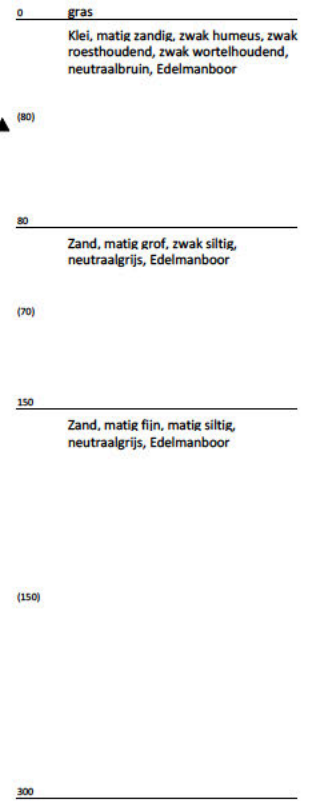 0 gras
Klei, matig zandig, zwak humeus, zwak
roesthoudend, zwak wortelhoudend,
neutraalbruin, Edelmanboor
(80)
80
Zand, matig grof, zwak siltig,
neutraalgrijs, Edelmanboor
(70)
150
Zand, matig fijn, matig siltig,
neutraalgrijs, Edelmanboor
(150)
300